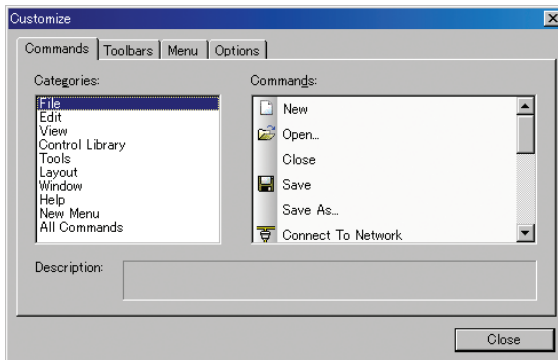 Customize
Commands
Toolbars
Menu
Options
Categories:
File
Edit
View
Control Library
Tools
Layout
Window
Help
New Menu
All Commands
Commands:
New
Open...
Close
Save
Save As...
Connect To Network
Description:
Close